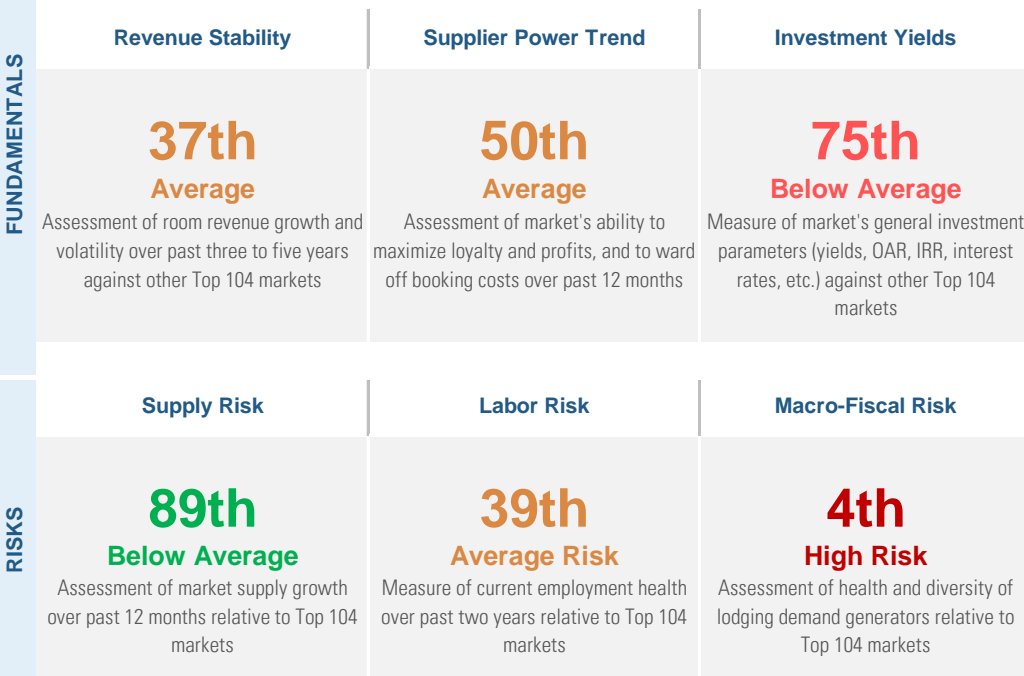 FUNDAMENTALS
Revenue Stability
37th
Average
Assessment of room revenue growth and
volatility over past three to five years
against other Top 104 markets
Supplier Power Trend
50th
Average
Assessment of market's ability to
maximize loyalty and profits, and to ward
off booking costs over past 12 months
Investment Yields
75th
Below Average
Measure of market's general investment
parameters (yields, OAR, IRR, interest
rates, etc.) against other Top 104
markets
RISKS
Supply Risk
89th
Below Average
Assessment of market supply growth
over past 12 months relative to Top 104
markets
Labor Risk
39th
Average Risk
Measure of current employment health
over past two years relative to Top 104
markets
Macro-Fiscal Risk
4th
High Risk
Assessment of health and diversity of
lodging demand generators relative to
Top 104 markets